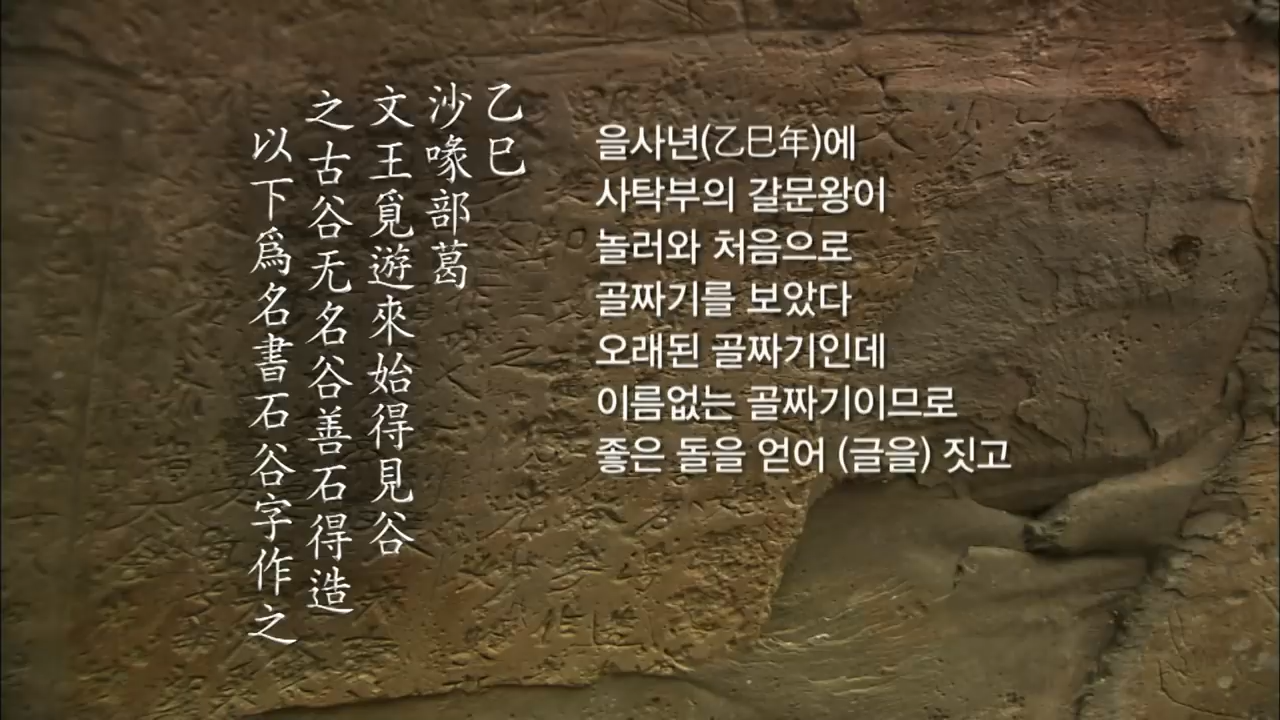 乙巳
沙喙部葛
文王覓遊來始得見谷
之古谷无名谷善石得造
以下爲名書石谷字作之
을사년(乙巳年)에
사탁부의 갈문왕이
놀러와 처음으로
골짜기를 보았다
오래된 골짜기인데
이름없는 골짜기이므로
좋은 돌을 얻어 (글을) 짓고